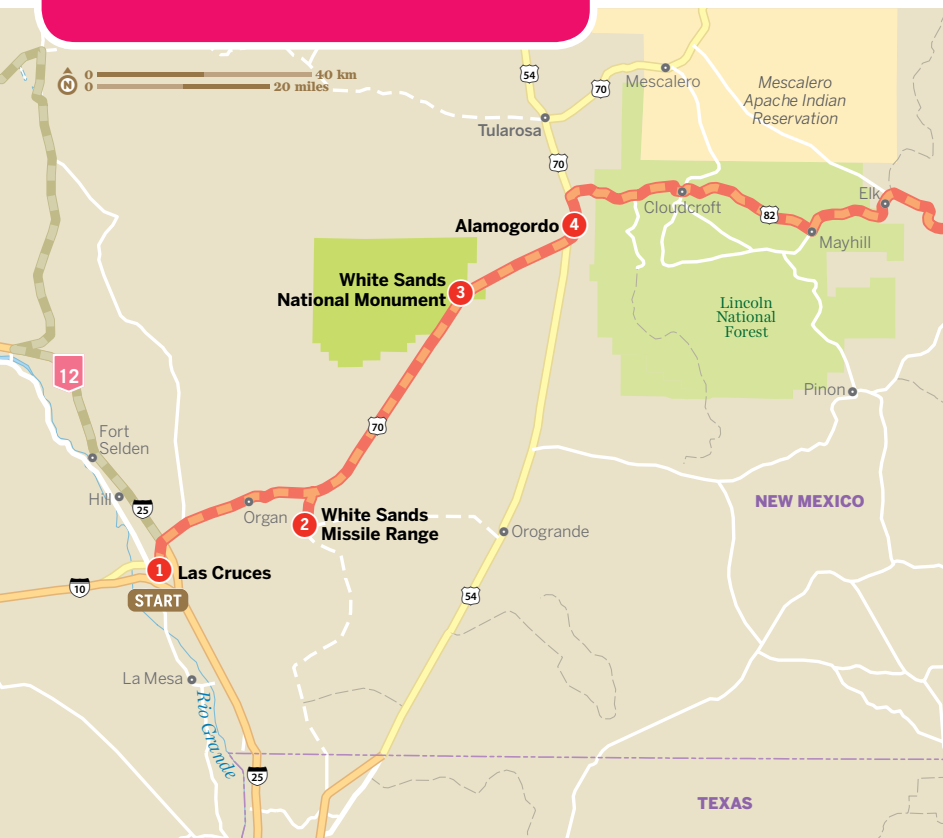 0 40 km
N
0 20 miles
54
70
Mescalero
Mescalero
Apache Indian
Reservation
Tularosa
70
Elk
Cloudcroft
82
Alamogordo 4
Mayhill
White Sands
National Monument 3
Lincoln
National
Forest
12
Pinon
70
Fort
Selden
Hill
25
Organ
NEW MEXICO
2 White Sands
Missile Range
Orogrande
1 Las Cruces
10
START
54
La Mesa
Rio Grande
25
TEXAS